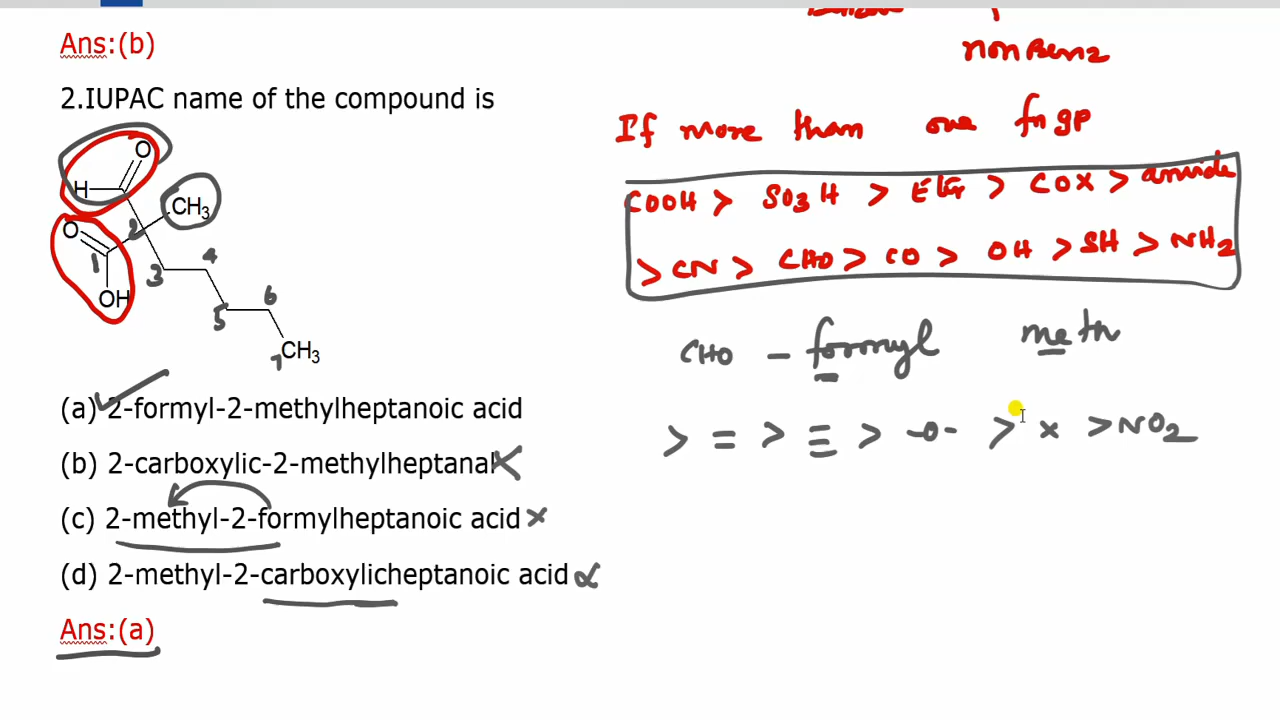 Ans:(b)
nonBenz
2.IUPAC name of the compound is
If more than one fn gp
O
H
CH3
O
2
1
OH
3
4
5
6
7
CH3
COOH > SO3H > Ester > COX > amide
> CN > CHO > CO > OH > SH > NH2
CHO - formyl meth
(a) 2-formyl-2-methylheptanoic acid
> = > ≡ > -O- > X > NO2
(b) 2-carboxylic-2-methylheptanal
(c) 2-methyl-2-formylheptanoic acid
(d) 2-methyl-2-carboxylicheptanoic acid
Ans:(a)